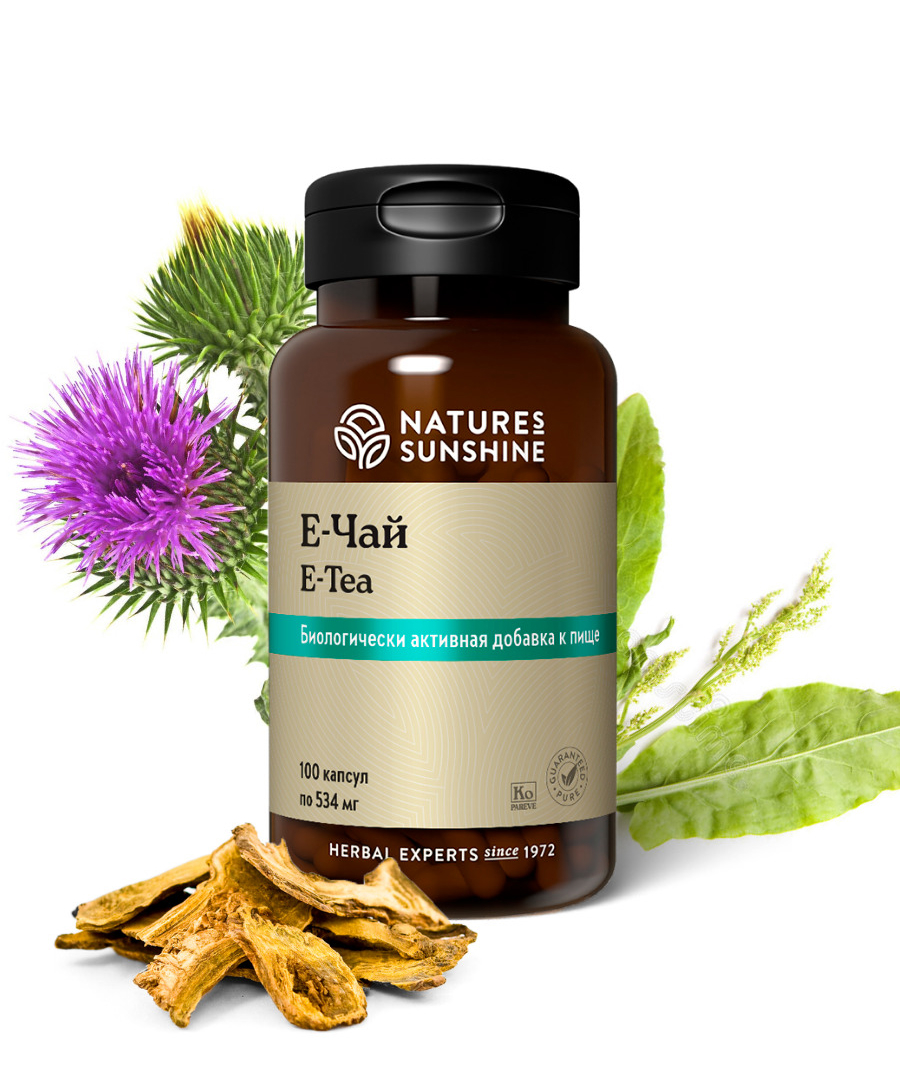 NATURES
SUNSHINE
Е-Чай
E-Tea
Биологически активная добавка к пище
100 капсул
по 534 мг
Ko
PAREVE
GUARANTEED
PURE
HERBAL EXPERTS since 1972